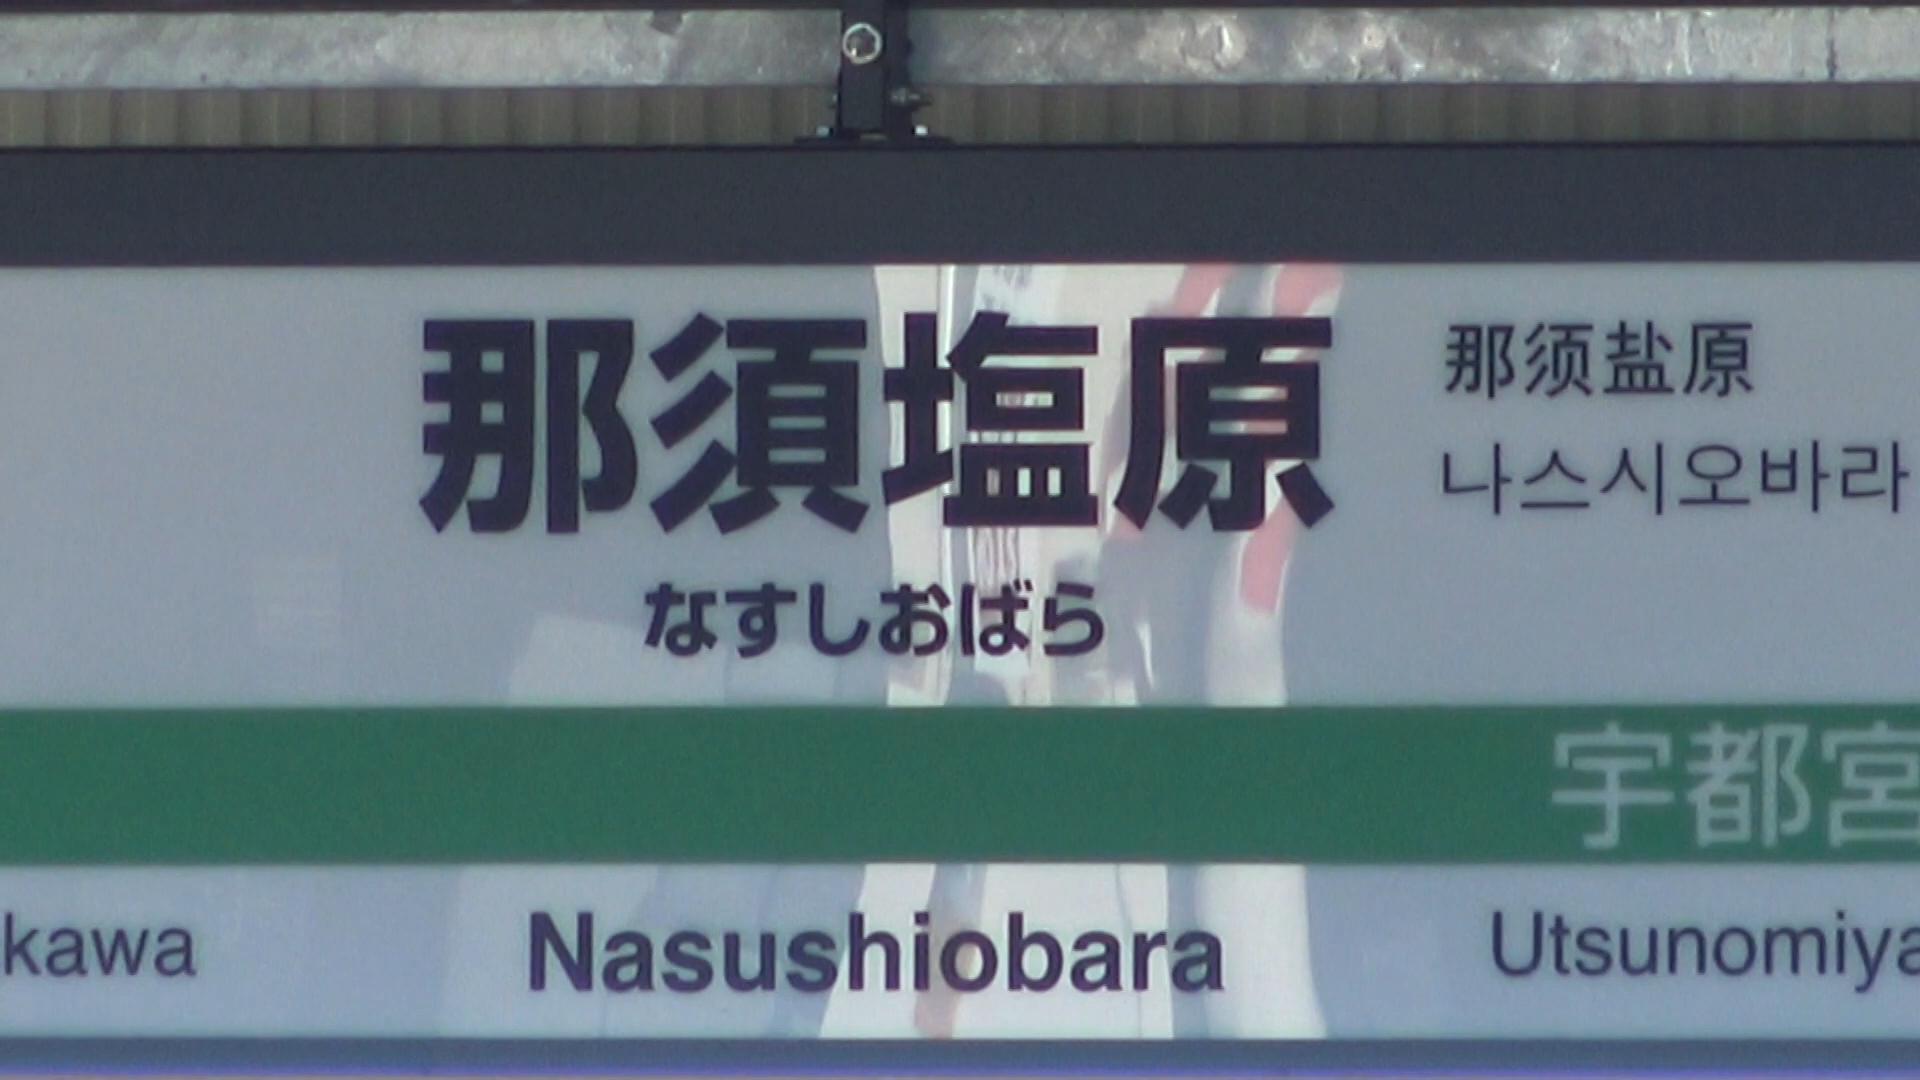 那須塩原
那须盐原
나스시오바라
なすしおばら
宇都宮
kawa Nasushiobara Utsunomiya